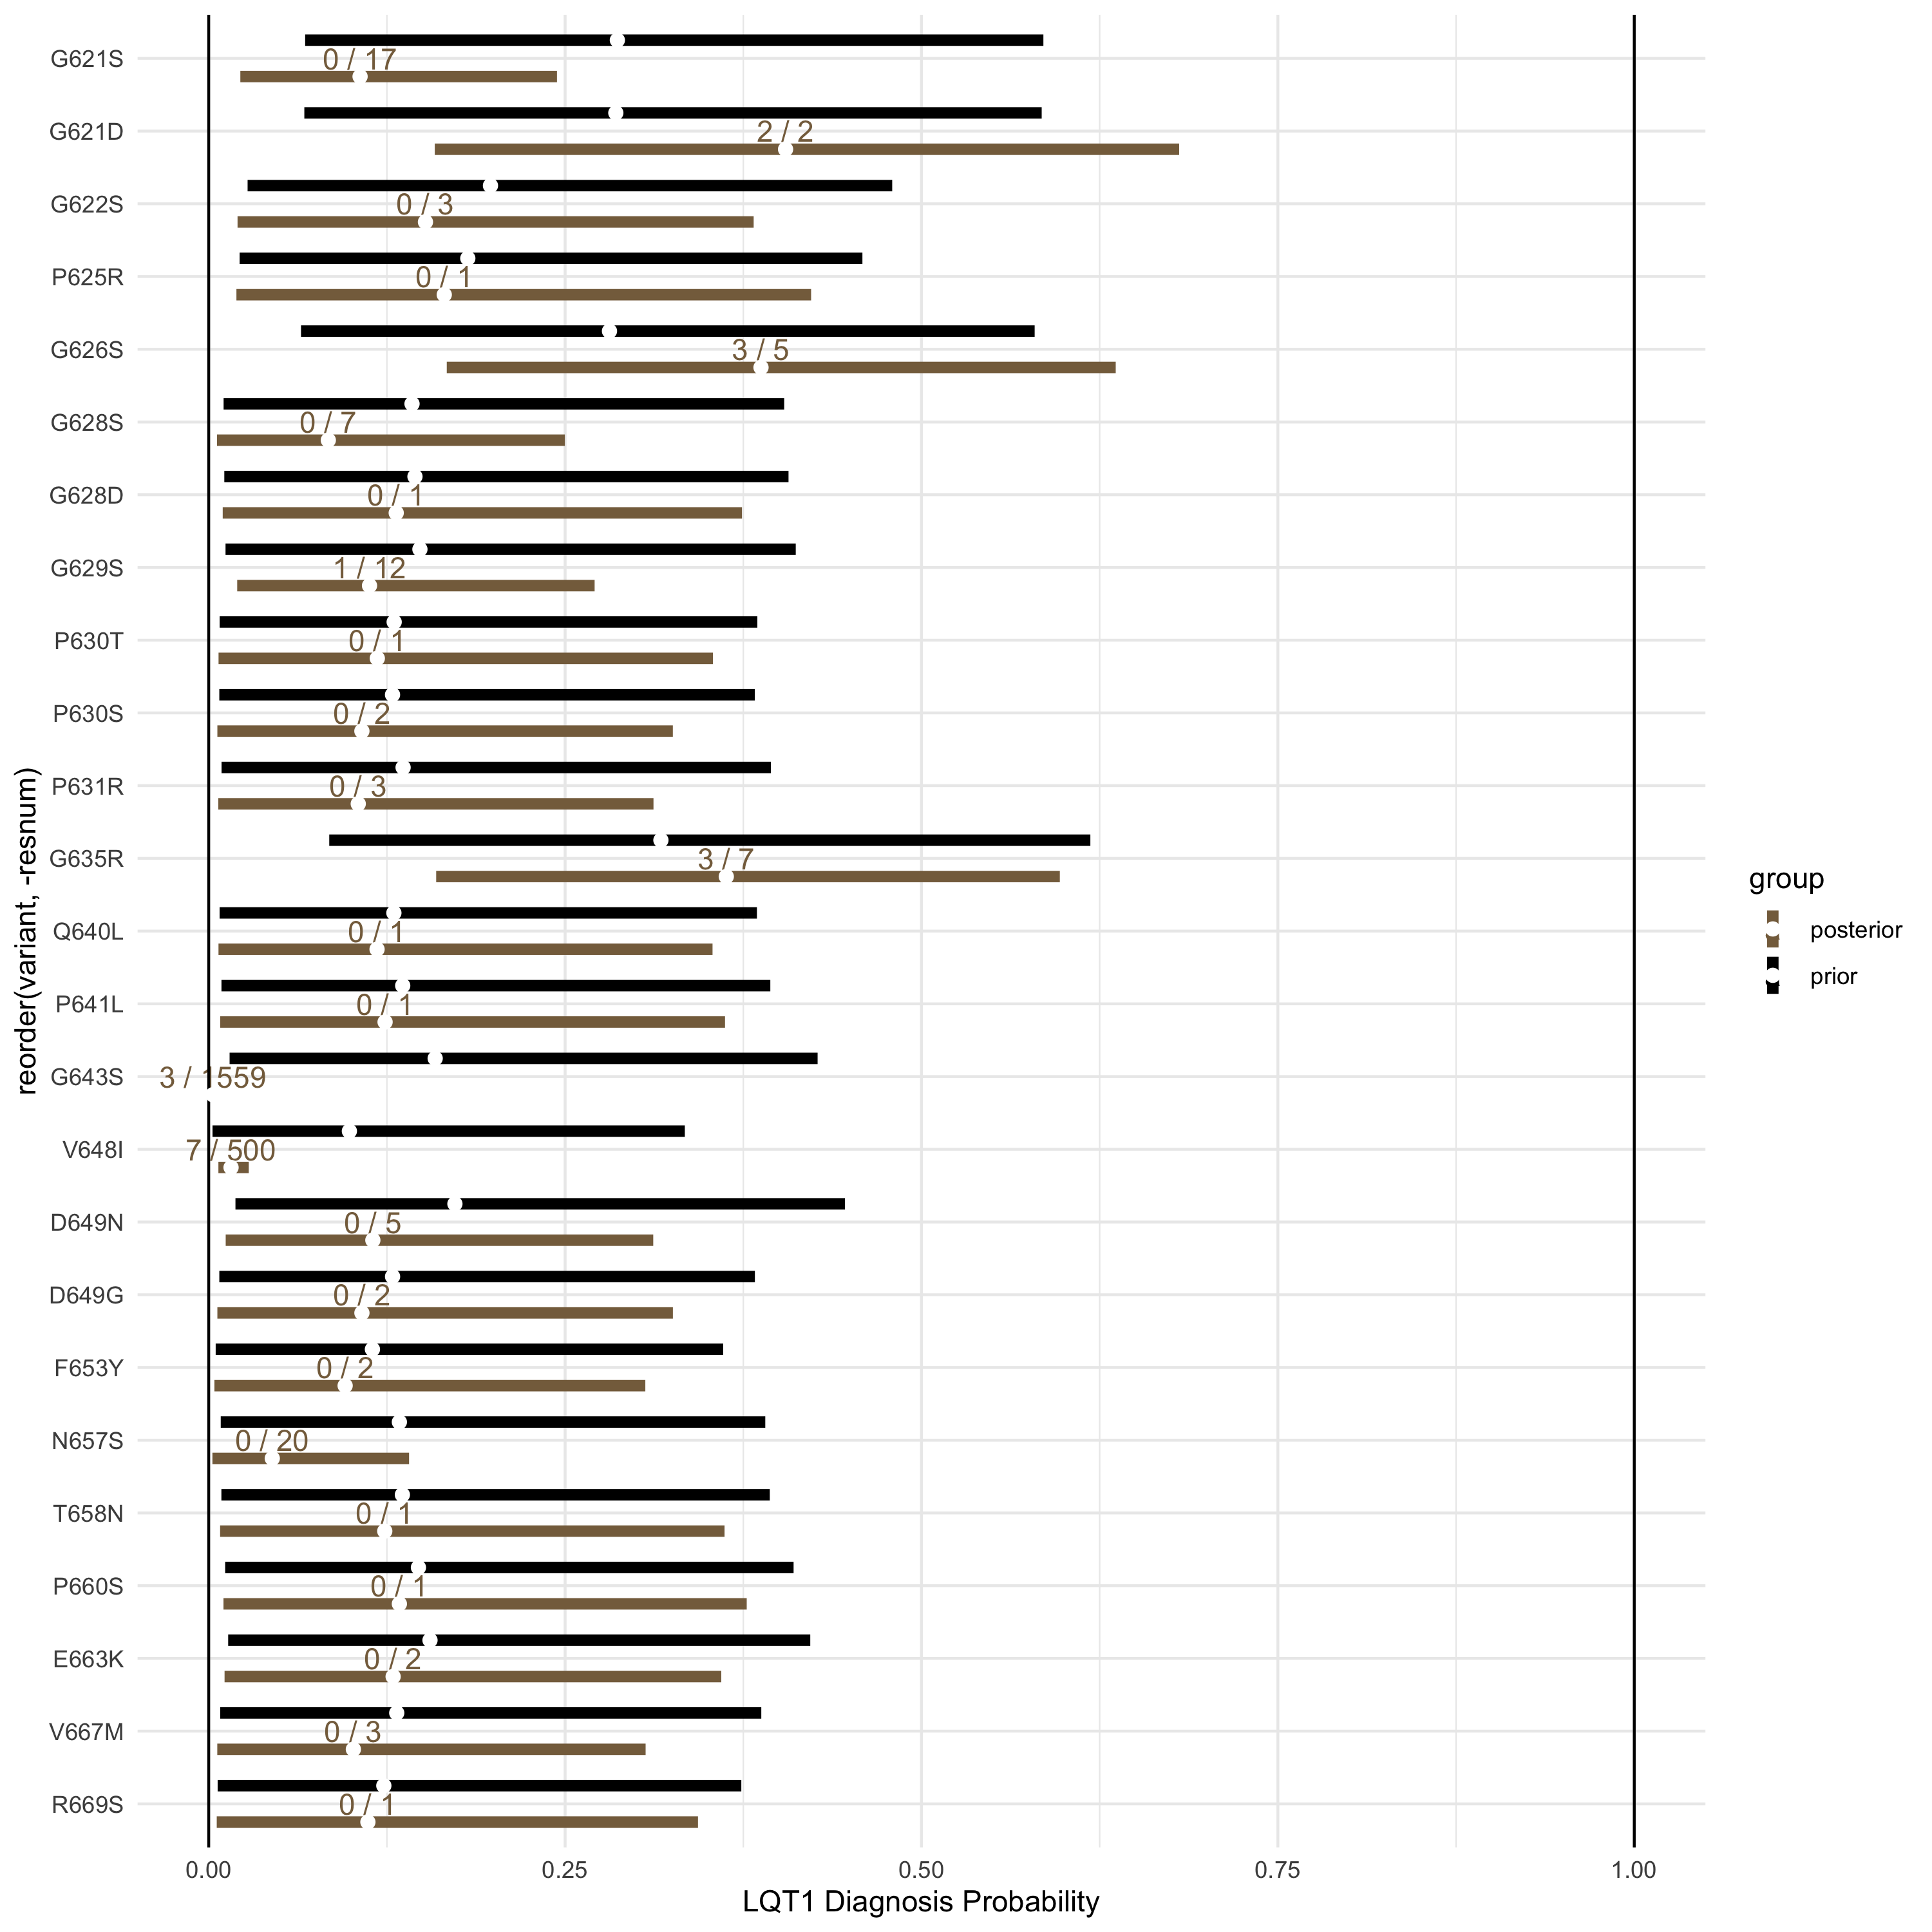 G621S
0 / 17
G621D
2 / 2
G622S
0 / 3
P625R
0 / 1
G626S
3 / 5
G628S
0 / 7
G628D
0 / 1
G629S
1 / 12
P630T
0 / 1
P630S
0 / 2
P631R
0 / 3
G635R
3 / 7
Q640L
0 / 1
P641L
0 / 1
G643S
3 / 1559
V648I
7 / 500
D649N
0 / 5
D649G
0 / 2
F653Y
0 / 2
N657S
0 / 20
T658N
0 / 1
P660S
0 / 1
E663K
0 / 2
V667M
0 / 3
R669S
0 / 1
reorder(variant, -resnum)
0.00 0.25 0.50 0.75 1.00
LQT1 Diagnosis Probability
group
posterior
prior